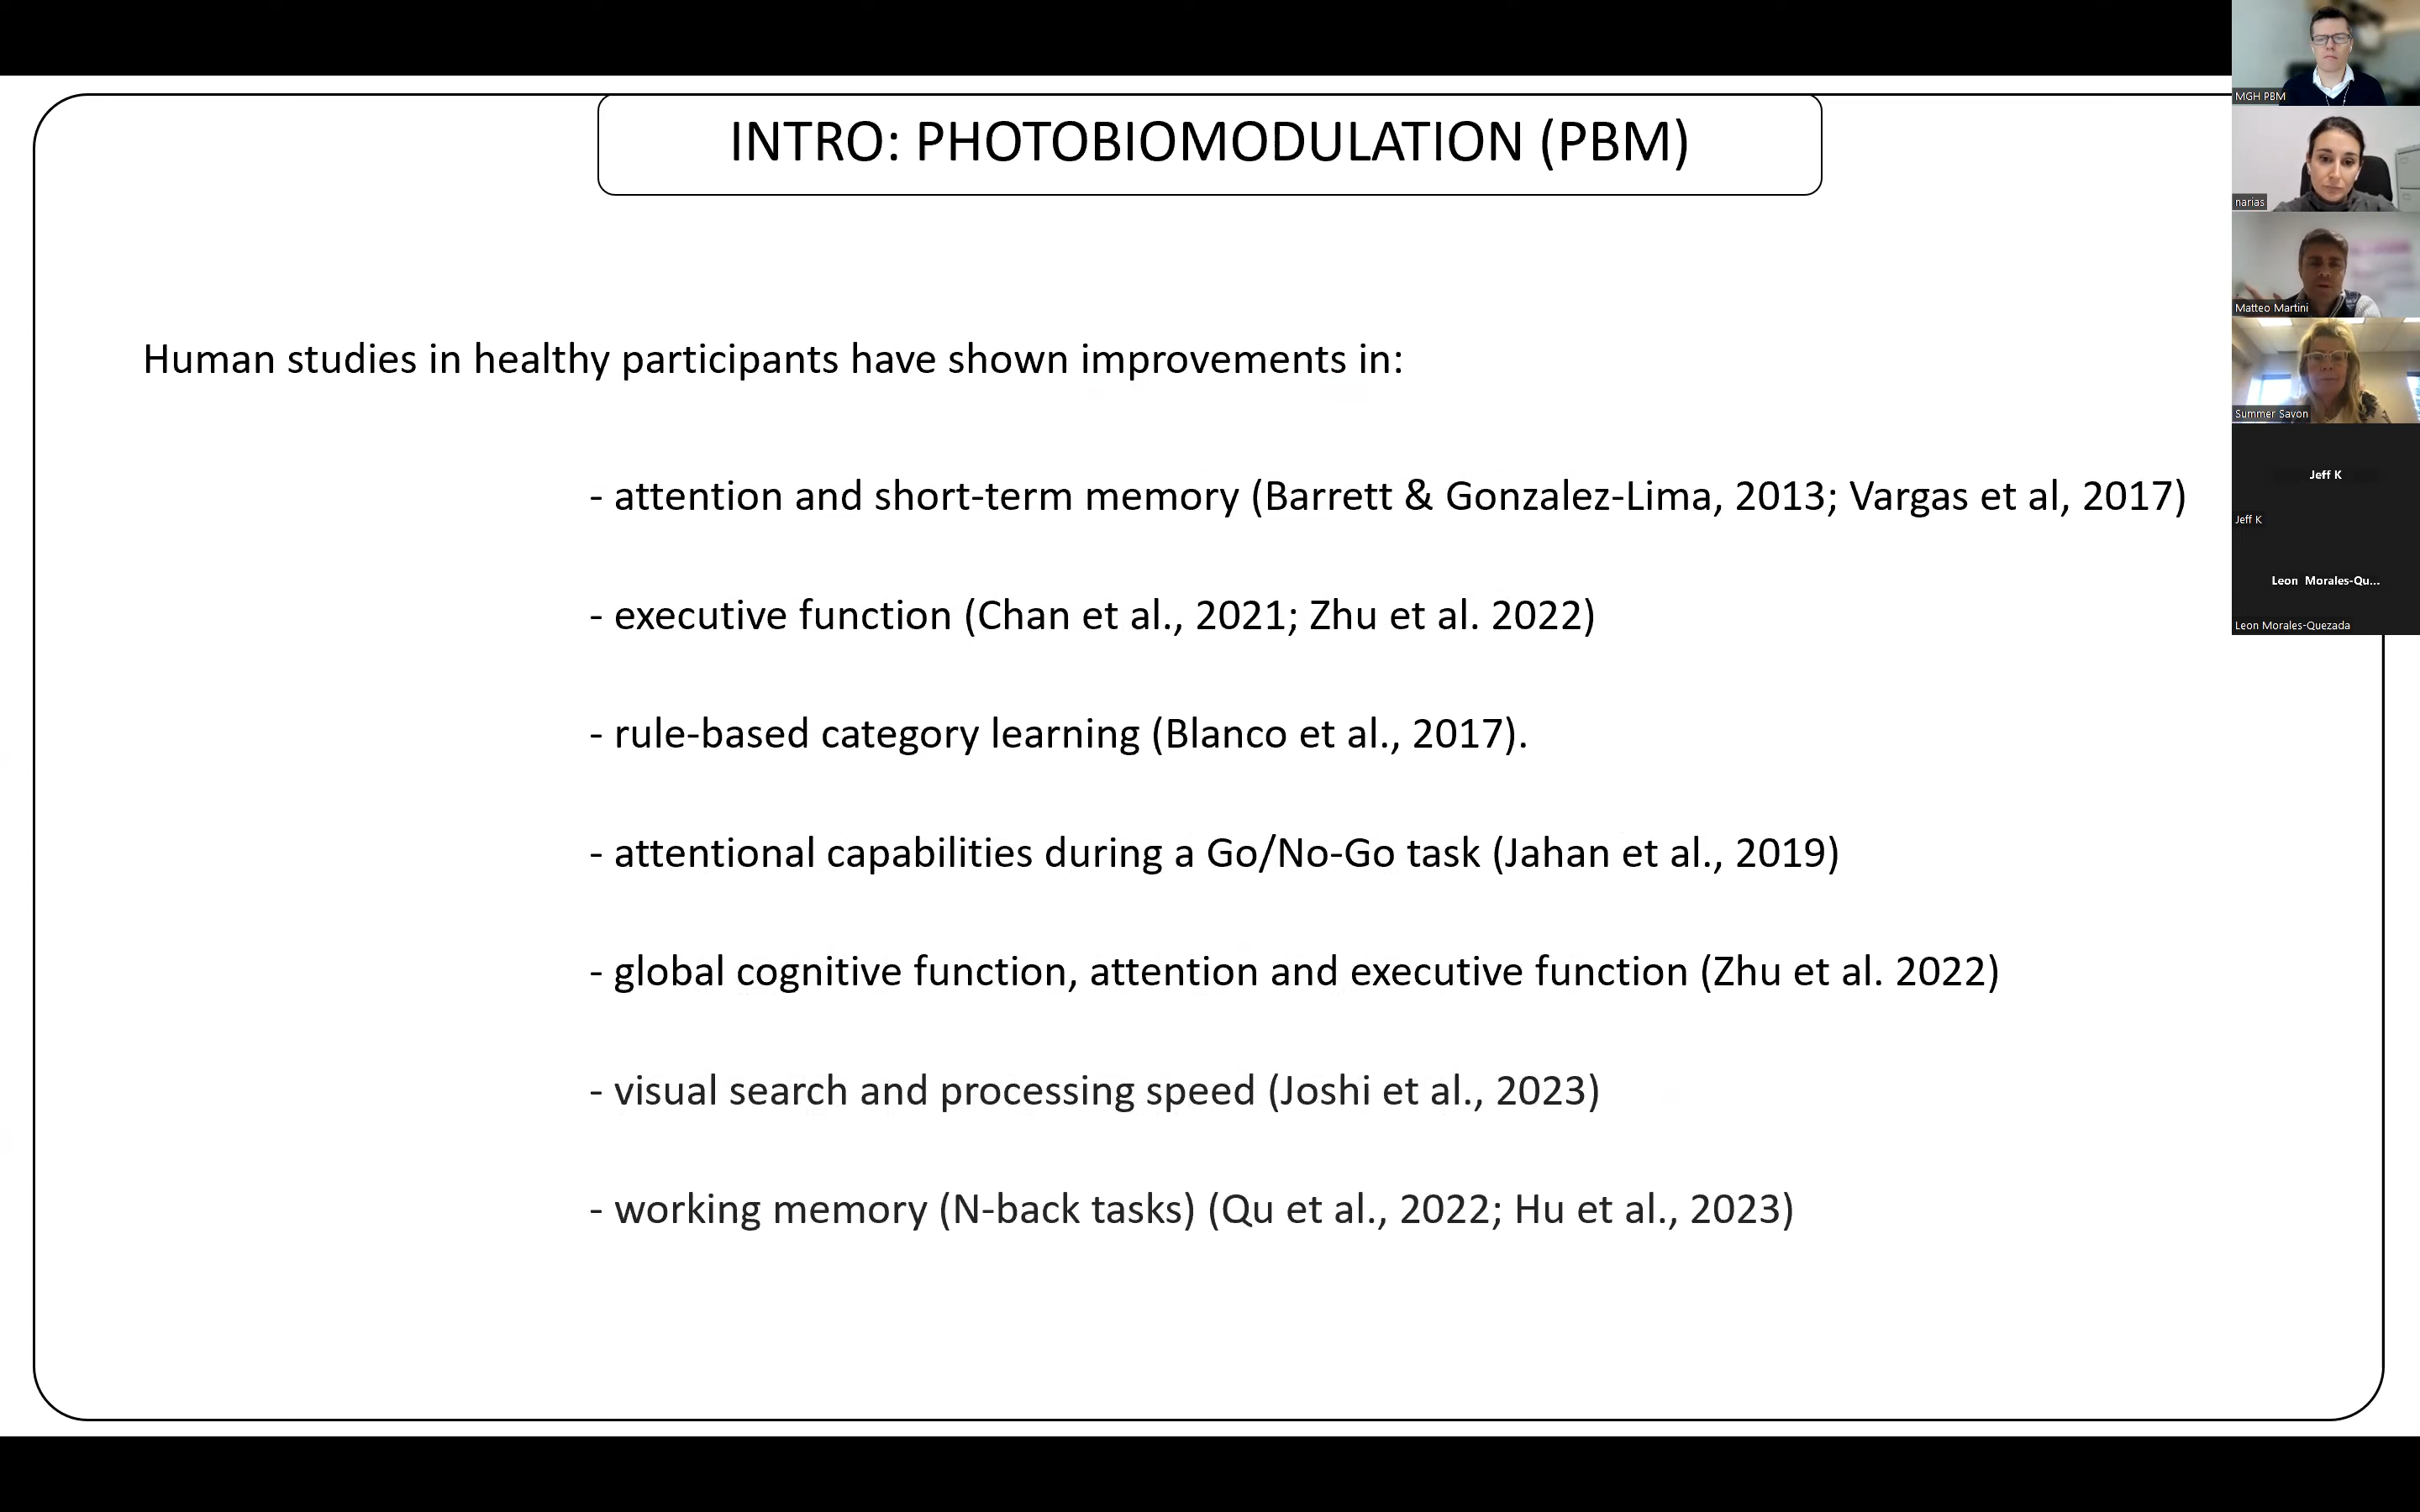 INTRO: PHOTOBIOMODULATION (PBM)
Human studies in healthy participants have shown improvements in:
- attention and short-term memory (Barrett & Gonzalez-Lima, 2013; Vargas et al, 2017)
- executive function (Chan et al., 2021; Zhu et al. 2022)
- rule-based category learning (Blanco et al., 2017).
- attentional capabilities during a Go/No-Go task (Jahan et al., 2019)
- global cognitive function, attention and executive function (Zhu et al. 2022)
- visual search and processing speed (Joshi et al., 2023)
- working memory (N-back tasks) (Qu et al., 2022; Hu et al., 2023)
MGH PBM
narias
Matteo Martini
Summer Savon
Jeff K
Jeff K
Leon Morales-Qu...
Leon Morales-Quezada